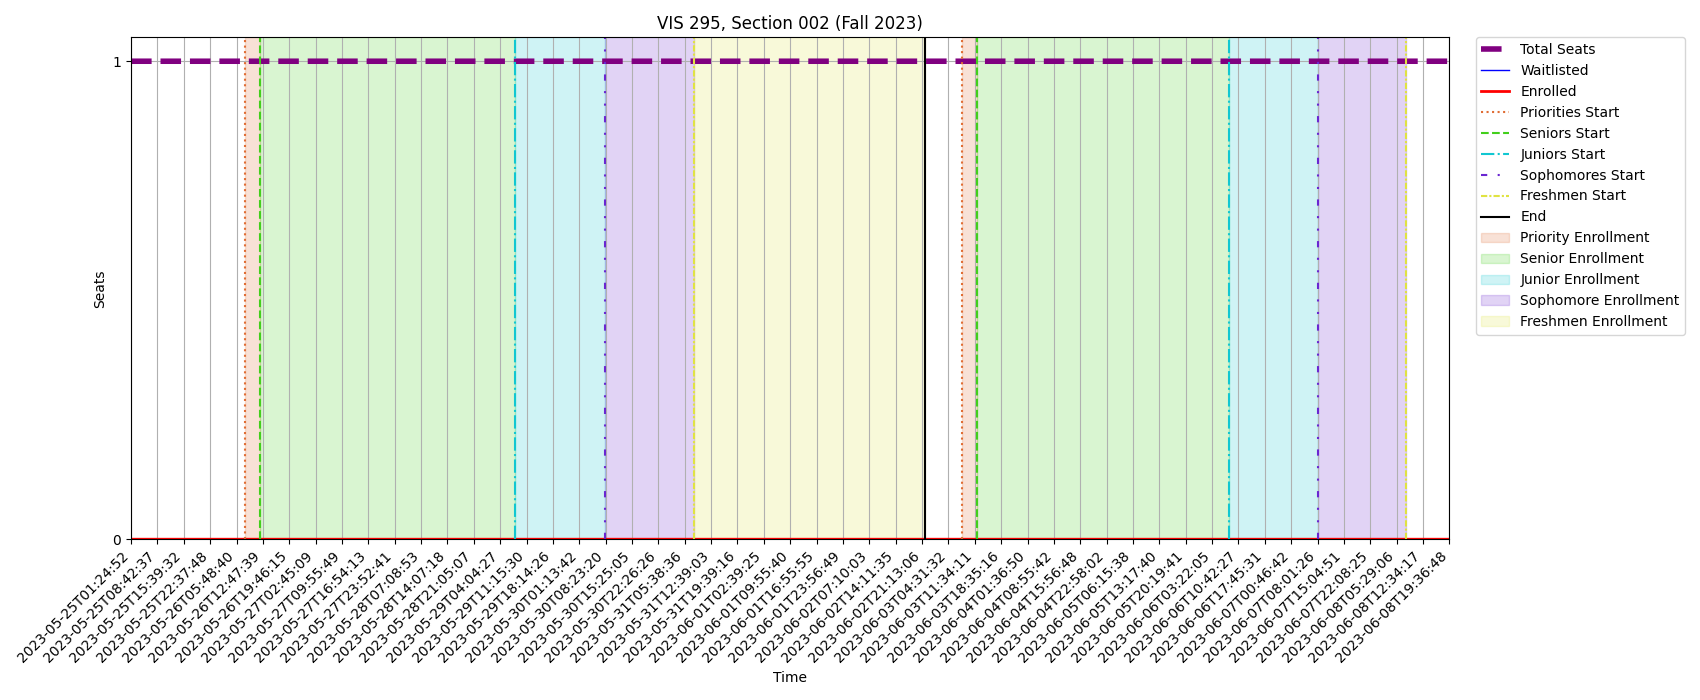 VIS 295, Section 002 (Fall 2023)
1
0
Seats
2023-05-25T01:24:52
2023-05-25T08:42:37
2023-05-25T15:39:32
2023-05-25T22:37:48
2023-05-26T05:48:40
2023-05-26T12:47:39
2023-05-26T19:46:15
2023-05-27T02:45:09
2023-05-27T09:55:49
2023-05-27T16:54:13
2023-05-27T23:52:41
2023-05-28T07:08:53
2023-05-28T14:07:18
2023-05-28T21:05:07
2023-05-29T04:04:27
2023-05-29T11:15:30
2023-05-29T18:14:26
2023-05-30T01:13:42
2023-05-30T08:23:20
2023-05-30T15:25:05
2023-05-30T22:26:26
2023-05-31T05:38:36
2023-05-31T12:39:03
2023-05-31T19:39:16
2023-06-01T02:39:25
2023-06-01T09:55:40
2023-06-01T16:55:55
2023-06-01T23:56:49
2023-06-02T07:10:03
2023-06-02T14:11:35
2023-06-02T21:13:06
2023-06-03T04:31:32
2023-06-03T11:34:11
2023-06-03T18:35:16
2023-06-04T01:36:50
2023-06-04T08:55:42
2023-06-04T15:56:48
2023-06-04T22:58:02
2023-06-05T06:15:38
2023-06-05T13:17:40
2023-06-05T20:19:41
2023-06-06T03:22:05
2023-06-06T10:42:27
2023-06-06T17:45:31
2023-06-07T00:46:42
2023-06-07T08:01:26
2023-06-07T15:04:51
2023-06-07T22:08:25
2023-06-08T05:29:06
2023-06-08T12:34:17
2023-06-08T19:36:48
Time
Total Seats
Waitlisted
Enrolled
Priorities Start
Seniors Start
Juniors Start
Sophomores Start
Freshmen Start
End
Priority Enrollment
Senior Enrollment
Junior Enrollment
Sophomore Enrollment
Freshmen Enrollment